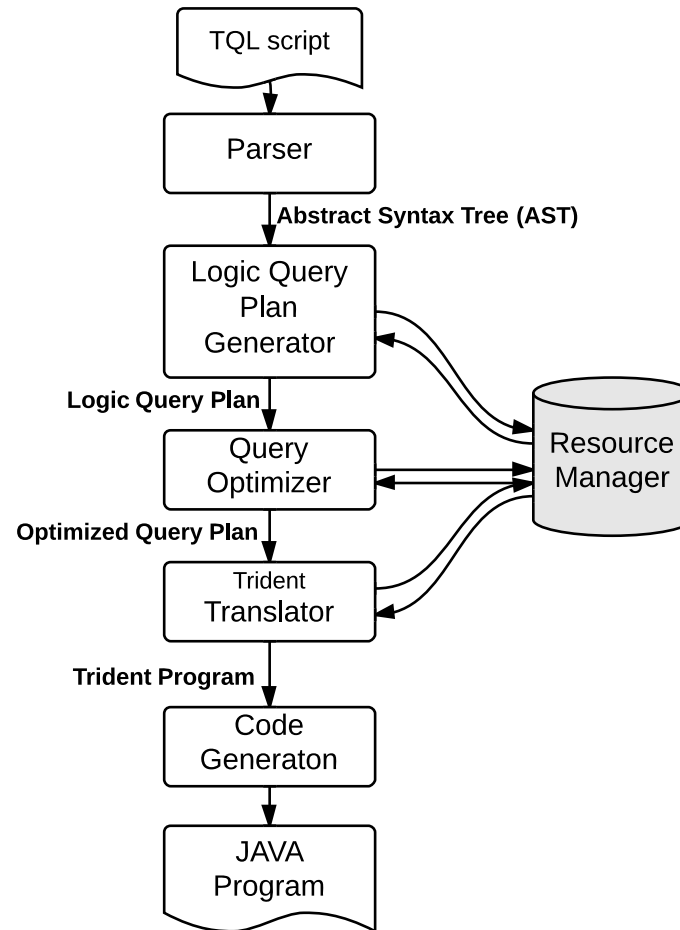 TQL script
Parser
Abstract Syntax Tree (AST)
Logic Query
Plan
Generator
Logic Query Plan
Query
Optimizer
Resource
Manager
Optimized Query Plan
Trident
Translator
Trident Program
Code
Generaton
JAVA
Program